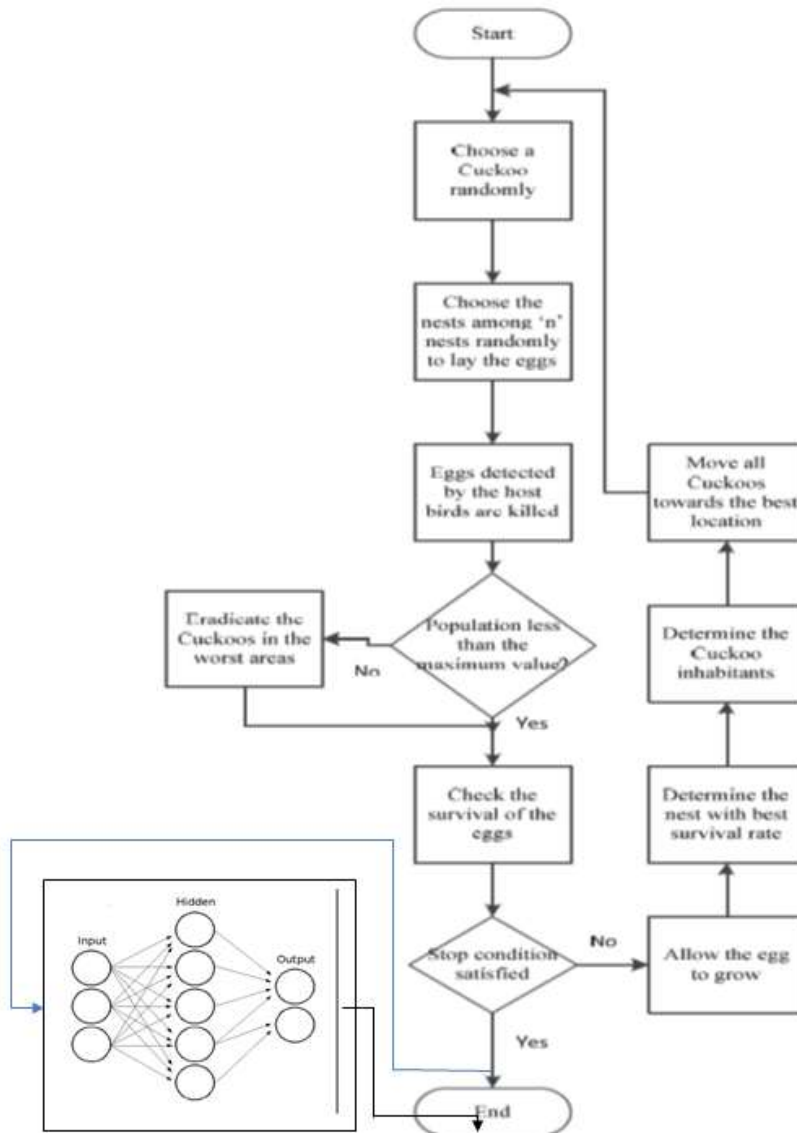 Start
Choose a
Cuckoo
randomly
Choose the
nests among ‘n’
nests randomly
to lay the eggs
Eggs detected
by the host
birds are killed
Population less
than the
maximum value?
No
Eradicate the
Cuckoos in the
worst areas
Yes
Check the
survival of the
eggs
Stop condition
satisfied
No
Allow the egg
to grow
Determine the
nest with best
survival rate
Determine the
Cuckoo
inhabitants
Move all
Cuckoos
towards the best
location
Yes
Hidden
Input
Output
End